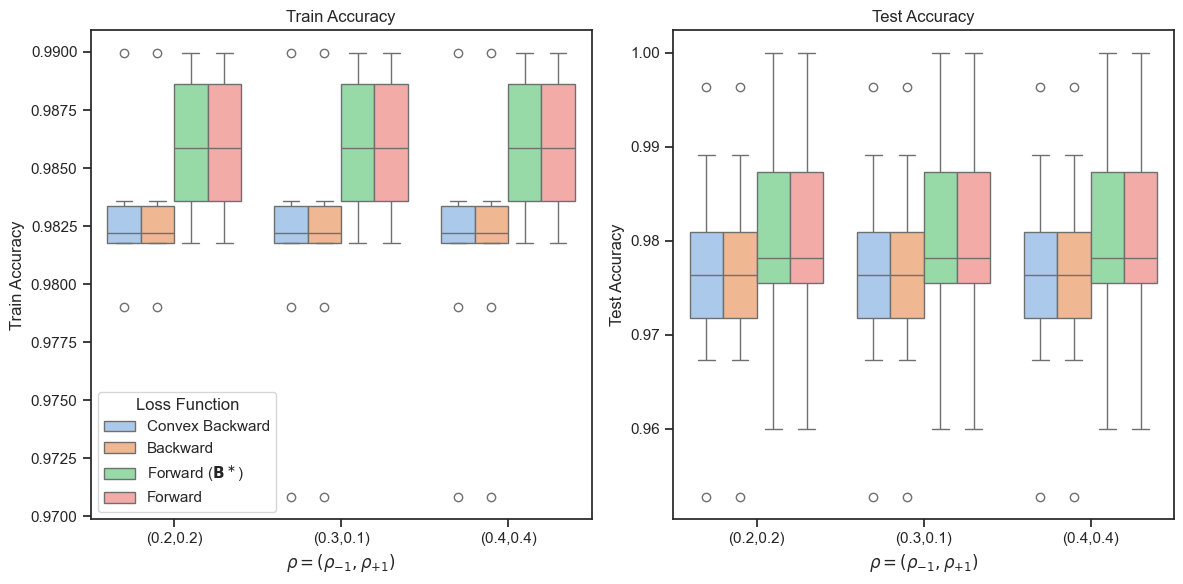 Train Accuracy
Train Accuracy
0.9900
0.9875
0.9850
0.9825
0.9800
0.9775
0.9750
0.9725
0.9700
Loss Function
Convex Backward
Backward
Forward (B*)
Forward
(0.2,0.2)
(0.3,0.1)
(0.4,0.4)
ρ = (ρ₋₁, ρ₊₁)
Test Accuracy
Test Accuracy
1.00
0.99
0.98
0.97
0.96
(0.2,0.2)
(0.3,0.1)
(0.4,0.4)
ρ = (ρ₋₁, ρ₊₁)